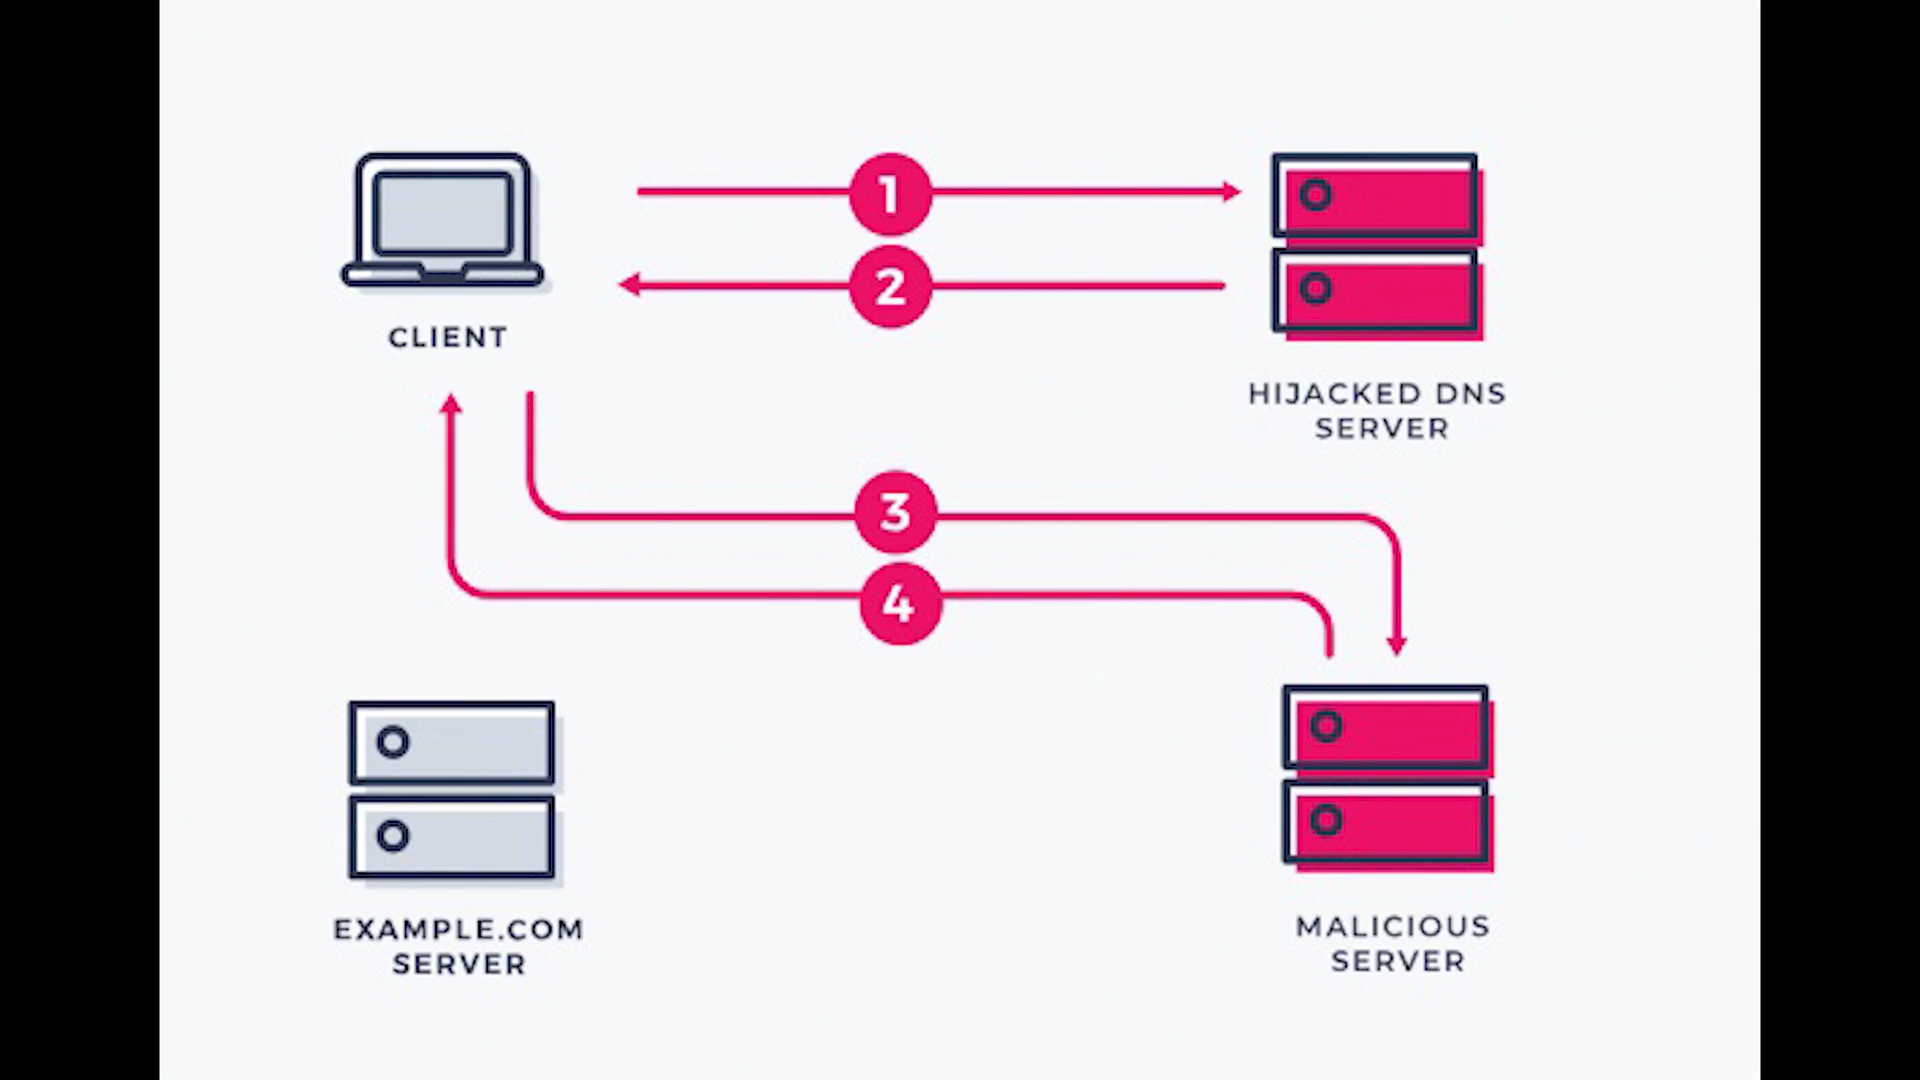 1
2
CLIENT
HIJACKED DNS
SERVER
3
4
EXAMPLE.COM
SERVER
MALICIOUS
SERVER